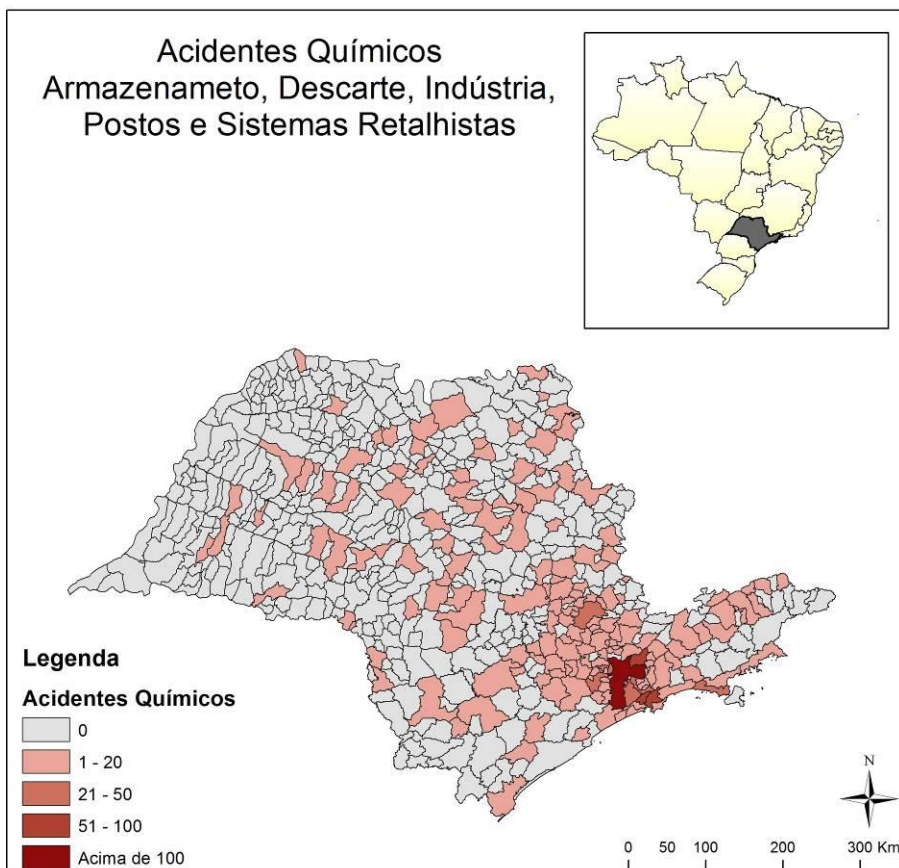 Acidentes Químicos
Armazenameto, Descarte, Indústria,
Postos e Sistemas Retalhistas
Legenda
Acidentes Químicos
0
1 - 20
21 - 50
51 - 100
Acima de 100
N
0 50 100 200 300 Km